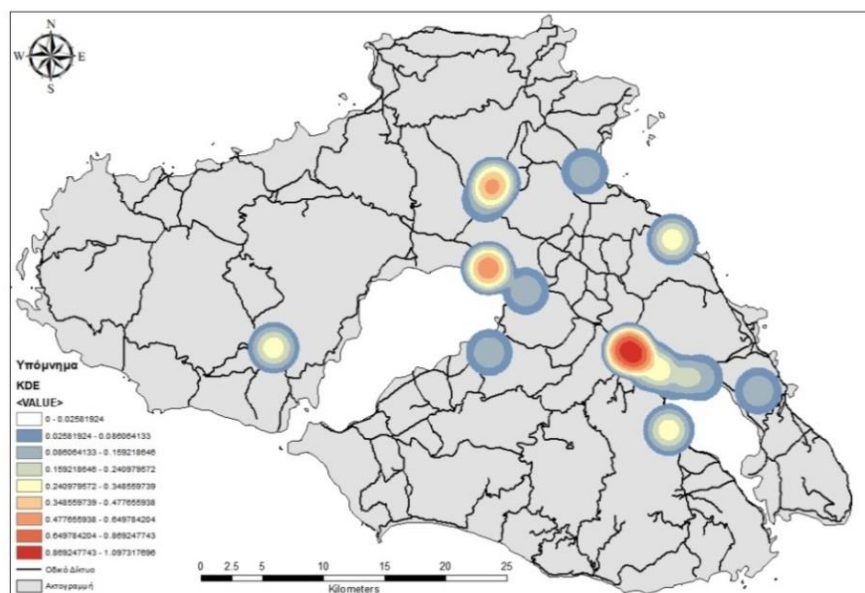 N
W E
S
Υπόμνημα
KDE
<VALUE>
0 - 0.02581924
0.02581924 - 0.086064133
0.086064133 - 0.159218646
0.159218646 - 0.240979572
0.240979572 - 0.348559739
0.348559739 - 0.477655938
0.477655938 - 0.649784204
0.649784204 - 0.869247743
0.869247743 - 1.097317696
Οδικό Δίκτυο
Ακτογραμμή
0 2.5 5 10 15 20 25
Kilometers